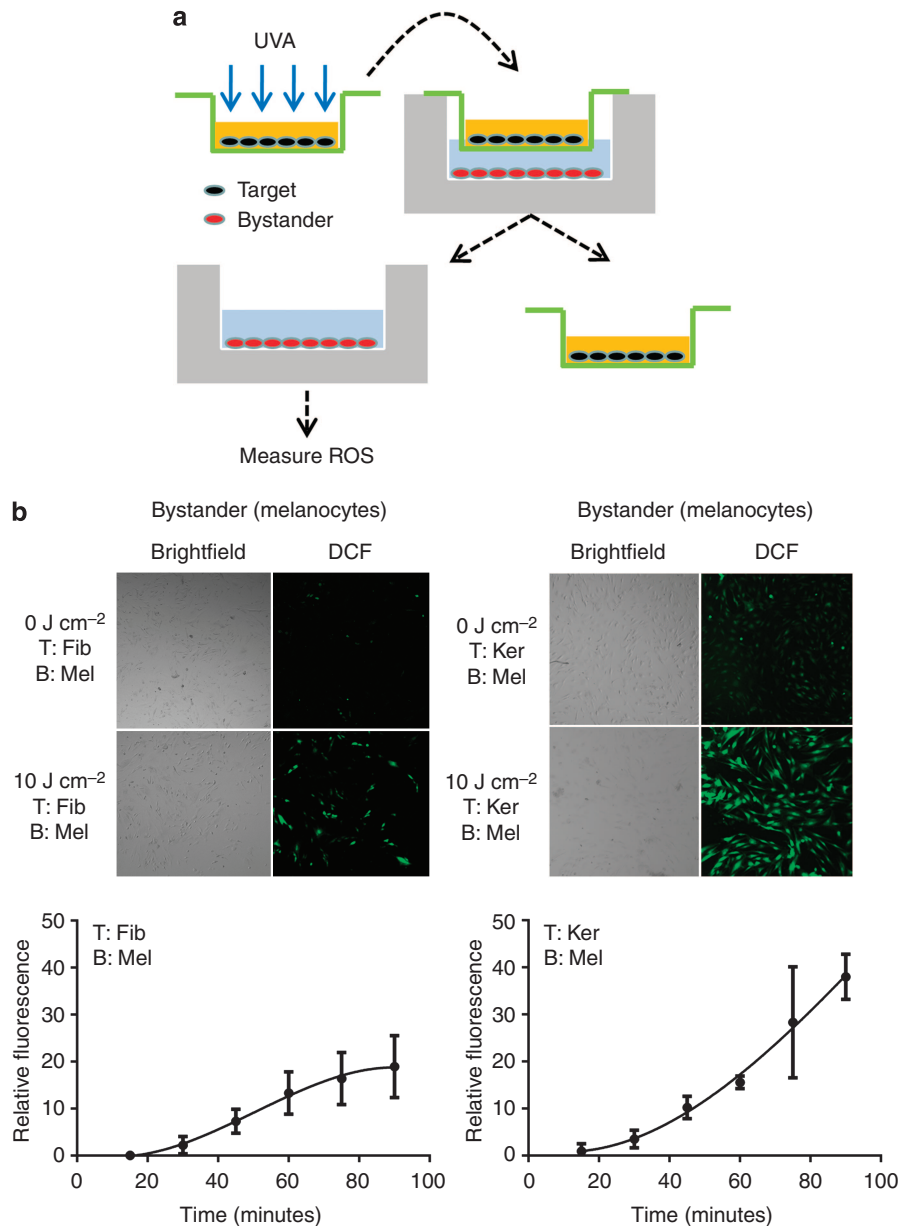 a
UVA
Target
Bystander
Measure ROS
b
Bystander (melanocytes)
Brightfield
DCF
0 J cm⁻²
T: Fib
B: Mel
10 J cm⁻²
T: Fib
B: Mel
Bystander (melanocytes)
Brightfield
DCF
0 J cm⁻²
T: Ker
B: Mel
10 J cm⁻²
T: Ker
B: Mel
T: Fib
B: Mel
Relative fluorescence
50
40
30
20
10
0
0 20 40 60 80 100
Time (minutes)
T: Ker
B: Mel
Relative fluorescence
50
40
30
20
10
0
0 20 40 60 80 100
Time (minutes)